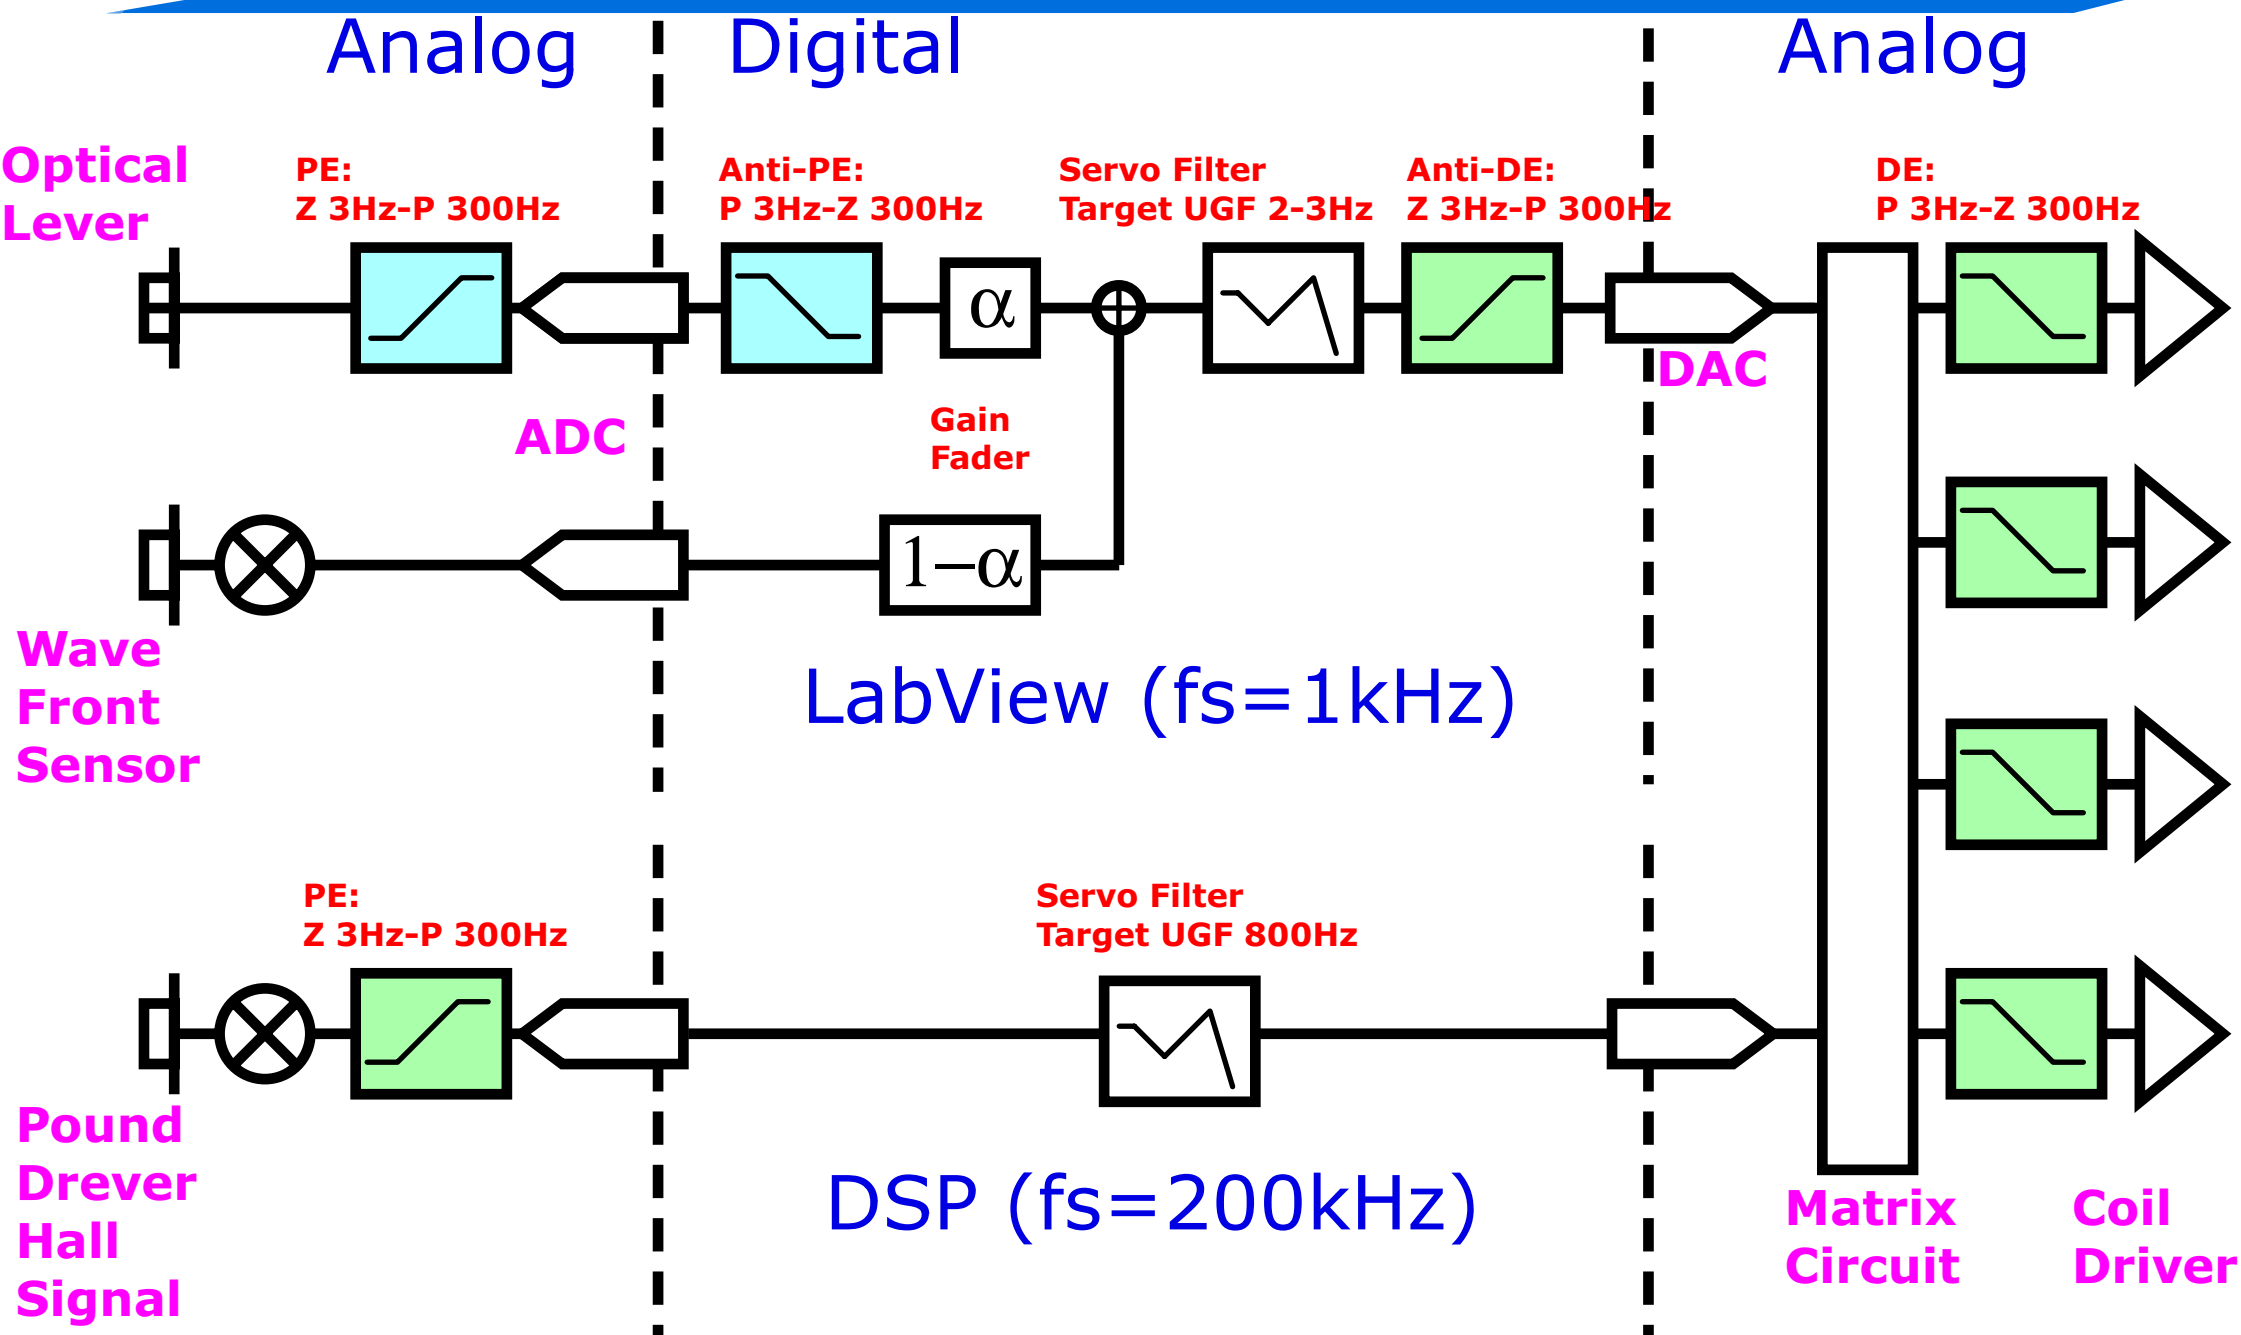 Analog
Digital
Analog
Optical
Lever
PE:
Z 3Hz-P 300Hz
Anti-PE:
P 3Hz-Z 300Hz
Servo Filter
Target UGF 2-3Hz
Anti-DE:
Z 3Hz-P 300Hz
DE:
P 3Hz-Z 300Hz
α
DAC
ADC
Gain
Fader
1−α
Wave
Front
Sensor
LabView (fs=1kHz)
PE:
Z 3Hz-P 300Hz
Servo Filter
Target UGF 800Hz
Pound
Drever
Hall
Signal
DSP (fs=200kHz)
Matrix
Circuit
Coil
Driver